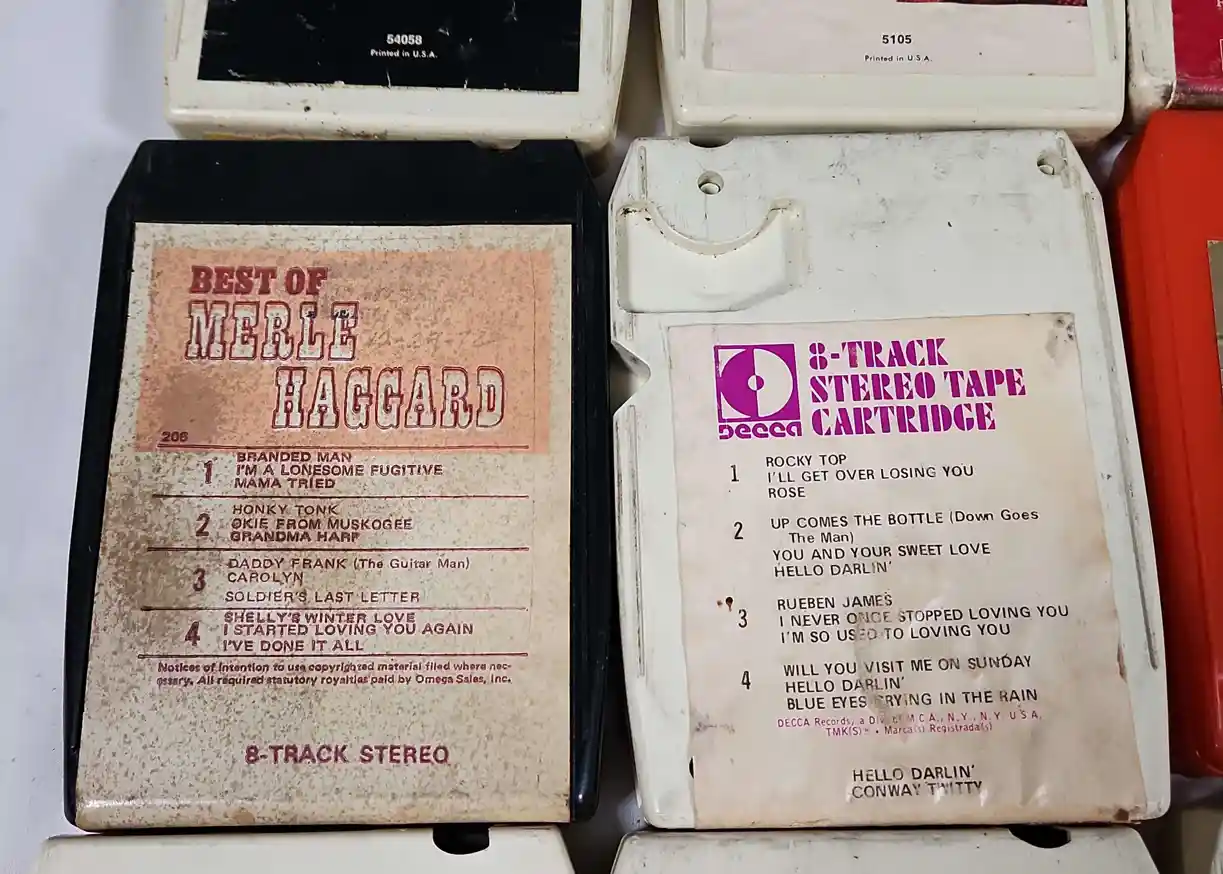 54058
Printed in U.S.A.
5105
Printed in U.S.A.
BEST OF
MERLE
HAGGARD
206
1 BRANDED MAN
I'M A LONESOME FUGITIVE
MAMA TRIED
2 HONKY TONK
OKIE FROM MUSKOGEE
GRANDMA HARP
3 DADDY FRANK (The Guitar Man)
CAROLYN
SOLDIER'S LAST LETTER
4 SHELLY'S WINTER LOVE
I STARTED LOVING YOU AGAIN
I'VE DONE IT ALL
Notices of intention to use copyrighted material filed where nec-
essary. All required statutory royalties paid by Omega Sales, Inc.
8-TRACK STEREO
DECCA
8-TRACK
STEREO TAPE
CARTRIDGE
1 ROCKY TOP
I'LL GET OVER LOSING YOU
ROSE
2 UP COMES THE BOTTLE (Down Goes
The Man)
YOU AND YOUR SWEET LOVE
HELLO DARLIN'
3 RUEBEN JAMES
I NEVER ONCE STOPPED LOVING YOU
I'M SO USED TO LOVING YOU
4 WILL YOU VISIT ME ON SUNDAY
HELLO DARLIN'
BLUE EYES CRYING IN THE RAIN
DECCA Records, a Div. of M C A, N.Y., N.Y. U.S.A.
TMK(S)® • Marca(s) Registrada(s)
HELLO DARLIN'
CONWAY TWITTY